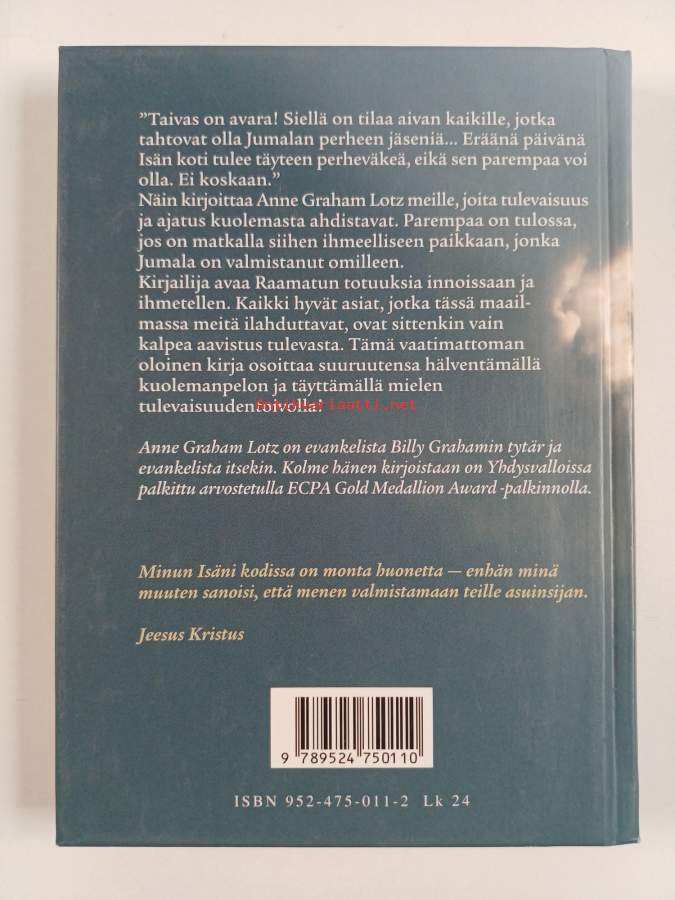 ”Taivas on avara! Siellä on tilaa aivan kaikille, jotka
tahtovat olla Jumalan perheen jäseniä... Eräänä päivänä
Isän koti tulee täyteen perheväkeä, eikä sen parempaa voi
olla. Ei koskaan.”
Näin kirjoittaa Anne Graham Lotz meille, joita tulevaisuus
ja ajatus kuolemasta ahdistavat. Parempaa on tulossa,
jos on matkalla siihen ihmeelliseen paikkaan, jonka
Jumala on valmistanut omilleen.
Kirjailija avaa Raamatun totuuksia innoissaan ja
ihmetellen. Kaikki hyvät asiat, jotka tässä maail-
massa meitä ilahduttavat, ovat sittenkin vain
kalpea aavistus tulevasta. Tämä vaatimattoman
oloinen kirja osoittaa suuruutensa hälventämällä
kuolemanpelon ja täyttämällä mielen
tulevaisuudentoivolla.
Antikvariaatti.net
Anne Graham Lotz on evankelista Billy Grahamin tytär ja
evankelista itsekin. Kolme hänen kirjoistaan on Yhdysvalloissa
palkittu arvostetulla ECPA Gold Medallion Award -palkinnolla.
Minun Isäni kodissa on monta huonetta — enhän minä
muuten sanoisi, että menen valmistamaan teille asuinsijan.
Jeesus Kristus
9 789524 750110
ISBN 952-475-011-2 Lk 24